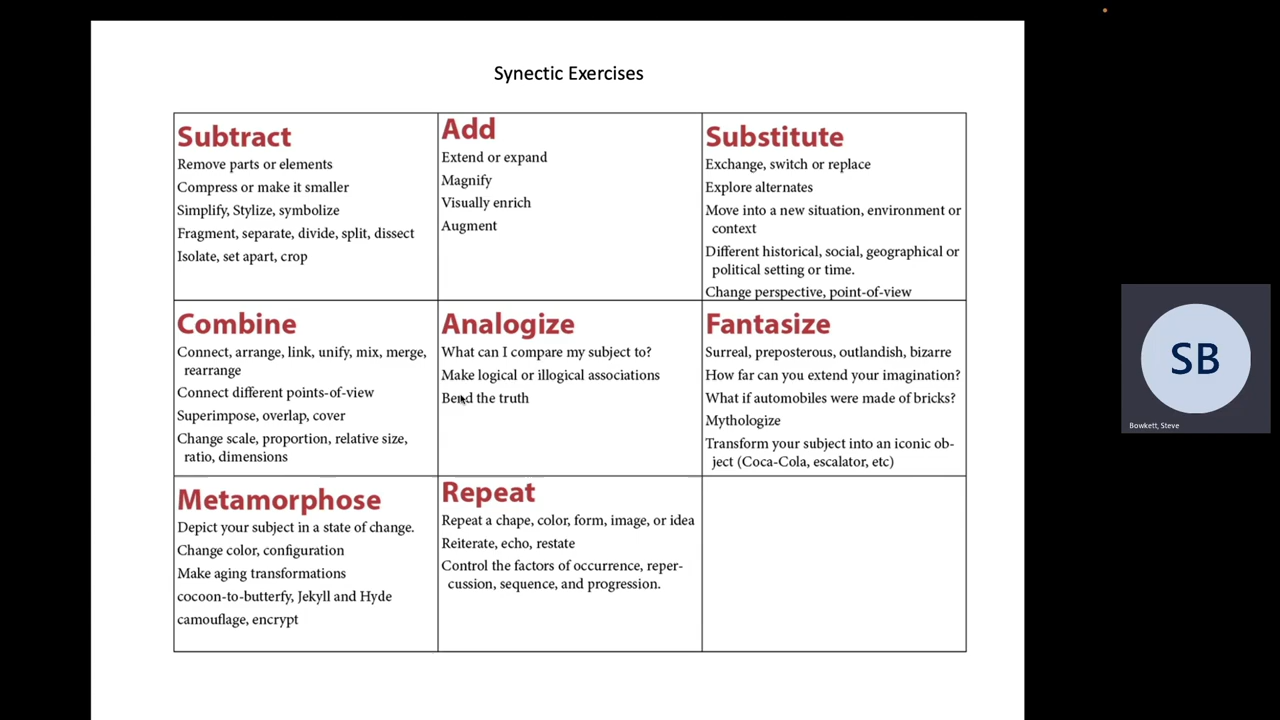 Synectic Exercises
Subtract
Remove parts or elements
Compress or make it smaller
Simplify, Stylize, symbolize
Fragment, separate, divide, split, dissect
Isolate, set apart, crop
Add
Extend or expand
Magnify
Visually enrich
Augment
Substitute
Exchange, switch or replace
Explore alternates
Move into a new situation, environment or
context
Different historical, social, geographical or
political setting or time.
Change perspective, point-of-view
Combine
Connect, arrange, link, unify, mix, merge,
rearrange
Connect different points-of-view
Superimpose, overlap, cover
Change scale, proportion, relative size,
ratio, dimensions
Analogize
What can I compare my subject to?
Make logical or illogical associations
Bend the truth
Fantasize
Surreal, preposterous, outlandish, bizarre
How far can you extend your imagination?
What if automobiles were made of bricks?
Mythologize
Transform your subject into an iconic ob-
ject (Coca-Cola, escalator, etc)
Metamorphose
Depict your subject in a state of change.
Change color, configuration
Make aging transformations
cocoon-to-butterfy, Jekyll and Hyde
camouflage, encrypt
Repeat
Repeat a chape, color, form, image, or idea
Reiterate, echo, restate
Control the factors of occurrence, reper-
cussion, sequence, and progression.
SB
Bowkett, Steve